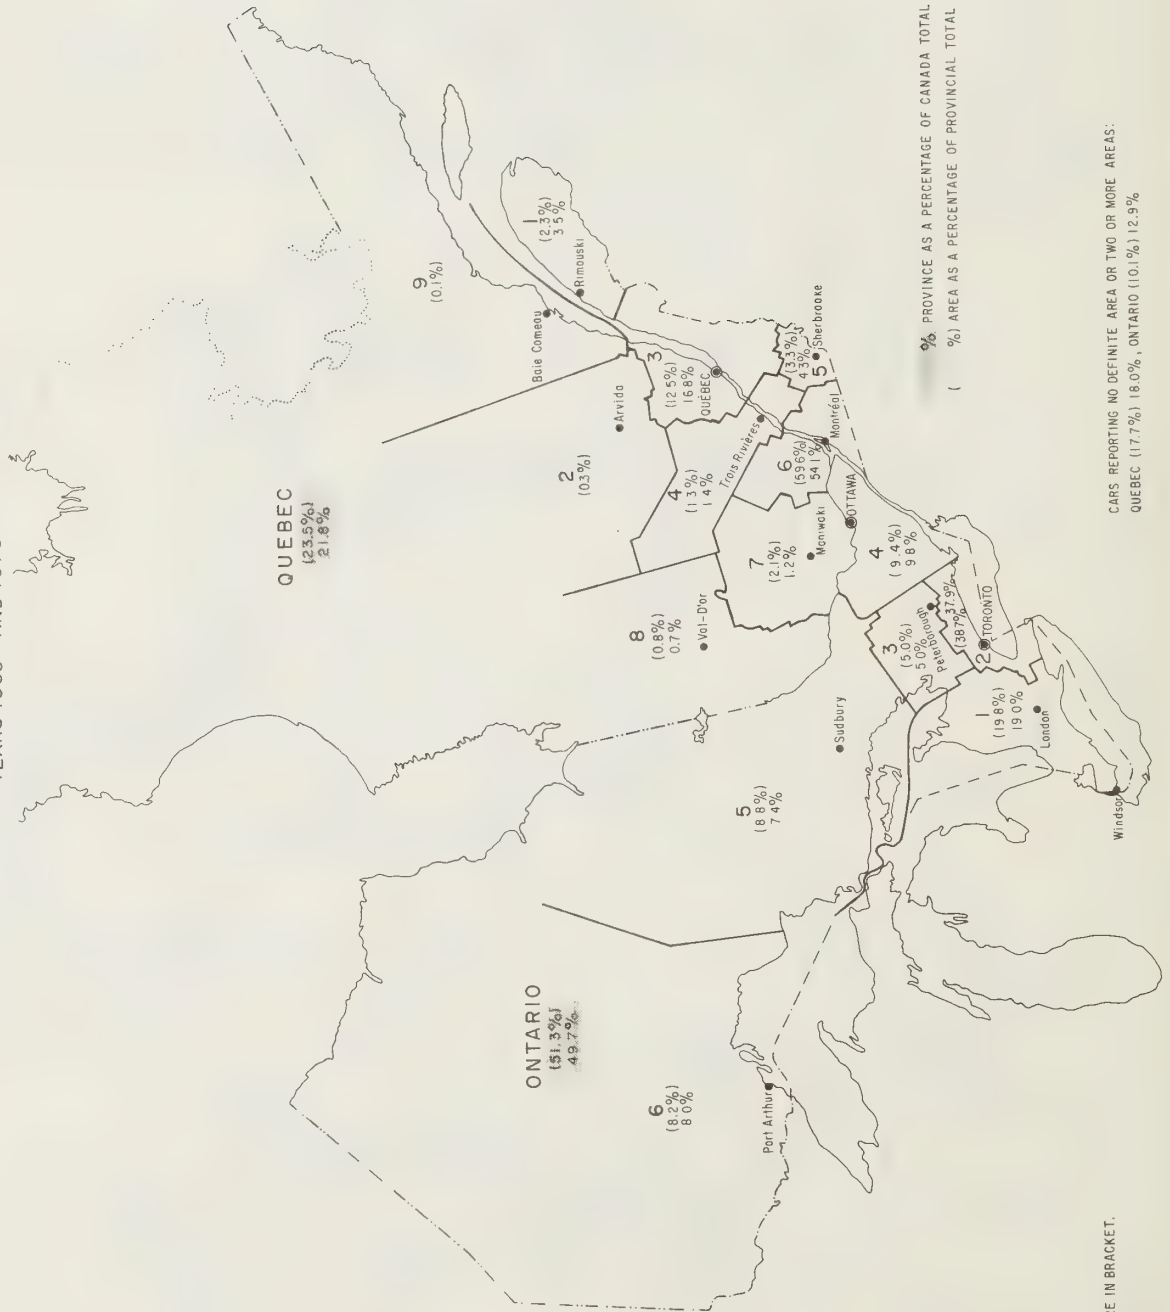 QUEBEC
(23.5%)
21.8%
9
(0.1%)
1
(2.3%)
3.5%
Rimouski
Baie Comeau
2
(0.3%)
Arvida
3
(12.5%)
16.8%
QUÉBEC
4
(1.3%)
1.4%
Trois Rivières
5
(3.3%)
4.3%
Sherbrooke
6
(59.6%)
54.1%
Montréal
7
(2.1%)
1.2%
Maniwaki
8
(0.8%)
0.7%
Val-D'or
ONTARIO
(51.3%)
49.7%
6
(8.2%)
8.0%
Port Arthur
5
(8.8%)
7.4%
Sudbury
4
(9.4%)
9.8%
OTTAWA
3
(5.0%)
5.0%
Peterborough
2
(38.7%
37.9%
TORONTO
1
(19.8%)
19.0%
London
Windsor
% PROVINCE AS A PERCENTAGE OF CANADA TOTAL
( %) AREA AS A PERCENTAGE OF PROVINCIAL TOTAL
CARS REPORTING NO DEFINITE AREA OR TWO OR MORE AREAS:
QUEBEC (17.7%) 18.0%, ONTARIO (10.1%) 12.9%
IN BRACKET.